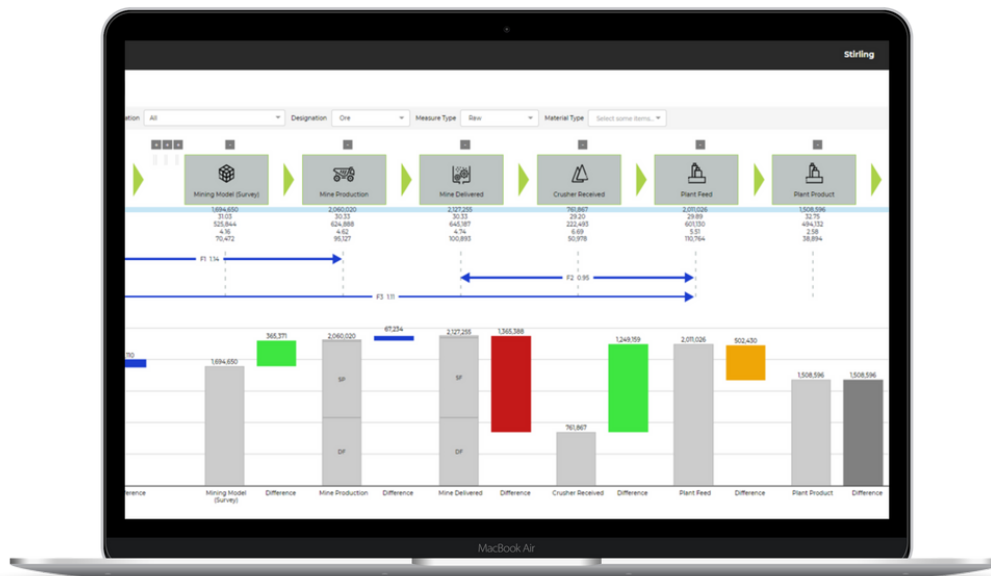 Stirling
ation All Designation Ore Measure Type Raw Material Type Select some items...
Mining Model (Survey) Mine Production Mine Delivered Crusher Received Plant Feed Plant Product
1,694,650 2,060,020 2,127,255 761,867 2,011,026 1,508,596
31.03 30.33 30.33 29.20 29.89 32.75
525,844 624,888 645,187 222,493 601,130 494,132
4.16 4.62 4.74 6.69 5.51 2.58
70,472 95,127 100,893 50,978 110,764 38,894
F1 1.14
F2 0.95
F3 1.11
365,371 2,060,020 67,234 2,127,255 1,365,388 1,249,159 2,011,026 502,430
110 1,694,650 1,508,596 1,508,596
761,867
SP SF
DF DF
ference Mining Model Difference Mine Production Difference Mine Delivered Difference Crusher Received Difference Plant Feed Difference Plant Product Difference
(Survey)
MacBook Air